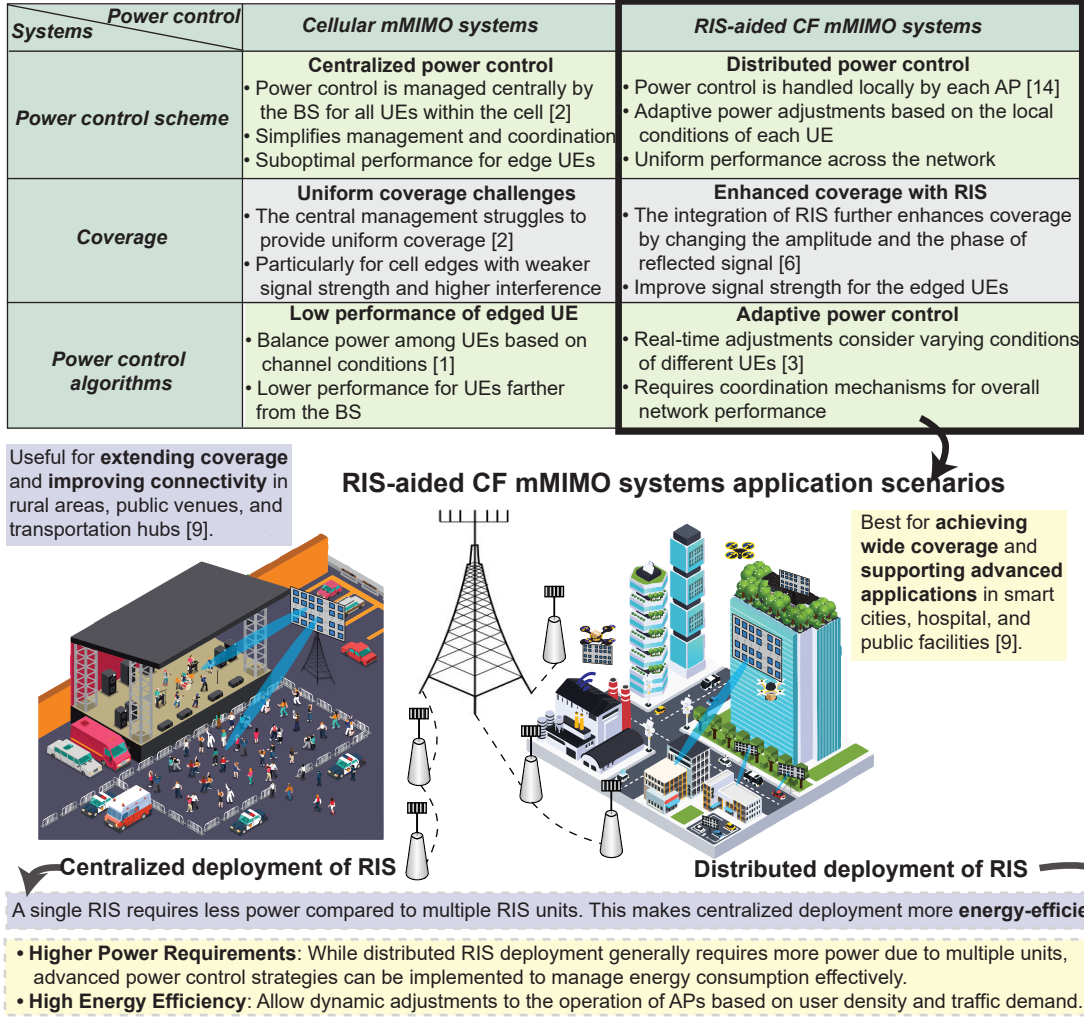 Power control
Systems
Cellular mMIMO systems
RIS-aided CF mMIMO systems
Power control scheme
Centralized power control
• Power control is managed centrally by
the BS for all UEs within the cell [2]
• Simplifies management and coordination
• Suboptimal performance for edge UEs
Distributed power control
• Power control is handled locally by each AP [14]
• Adaptive power adjustments based on the local
conditions of each UE
• Uniform performance across the network
Coverage
Uniform coverage challenges
• The central management struggles to
provide uniform coverage [2]
• Particularly for cell edges with weaker
signal strength and higher interference
Enhanced coverage with RIS
• The integration of RIS further enhances coverage
by changing the amplitude and the phase of
reflected signal [6]
• Improve signal strength for the edged UEs
Power control
algorithms
Low performance of edged UE
• Balance power among UEs based on
channel conditions [1]
• Lower performance for UEs farther
from the BS
Adaptive power control
• Real-time adjustments consider varying conditions
of different UEs [3]
• Requires coordination mechanisms for overall
network performance
Useful for extending coverage
and improving connectivity in
rural areas, public venues, and
transportation hubs [9].
RIS-aided CF mMIMO systems application scenarios
Best for achieving
wide coverage and
supporting advanced
applications in smart
cities, hospital, and
public facilities [9].
Centralized deployment of RIS
Distributed deployment of RIS
A single RIS requires less power compared to multiple RIS units. This makes centralized deployment more
• Higher Power Requirements: While distributed RIS deployment generally requires more power due to multiple units,
advanced power control strategies can be implemented to manage energy consumption effectively.
• High Energy Efficiency: Allow dynamic adjustments to the operation of APs based on user density and traffic demand.